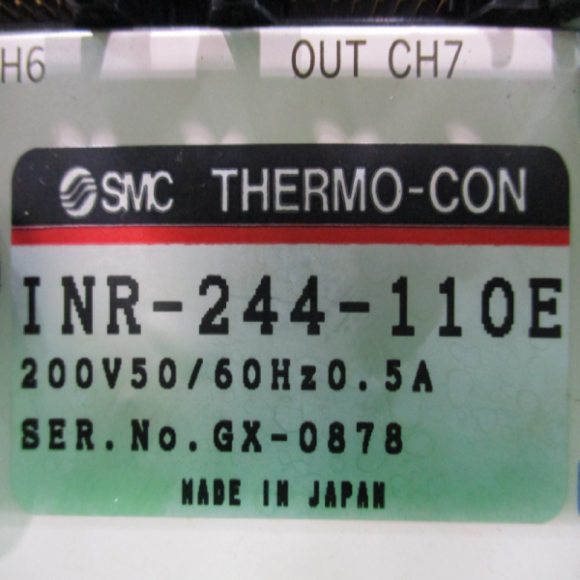 H6 OUT CH7
SMC THERMO-CON
INR-244-110E
200V50/60Hz0.5A
SER.No.GX-0878
MADE IN JAPAN